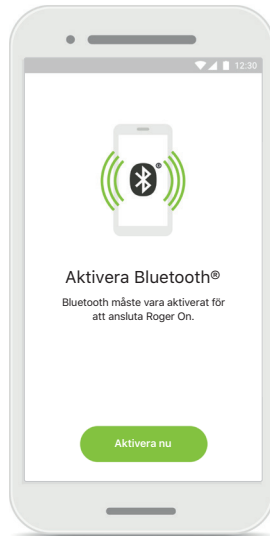 12:30
Aktivera Bluetooth®
Bluetooth måste vara aktiverat för
att ansluta Roger On.
Aktivera nu